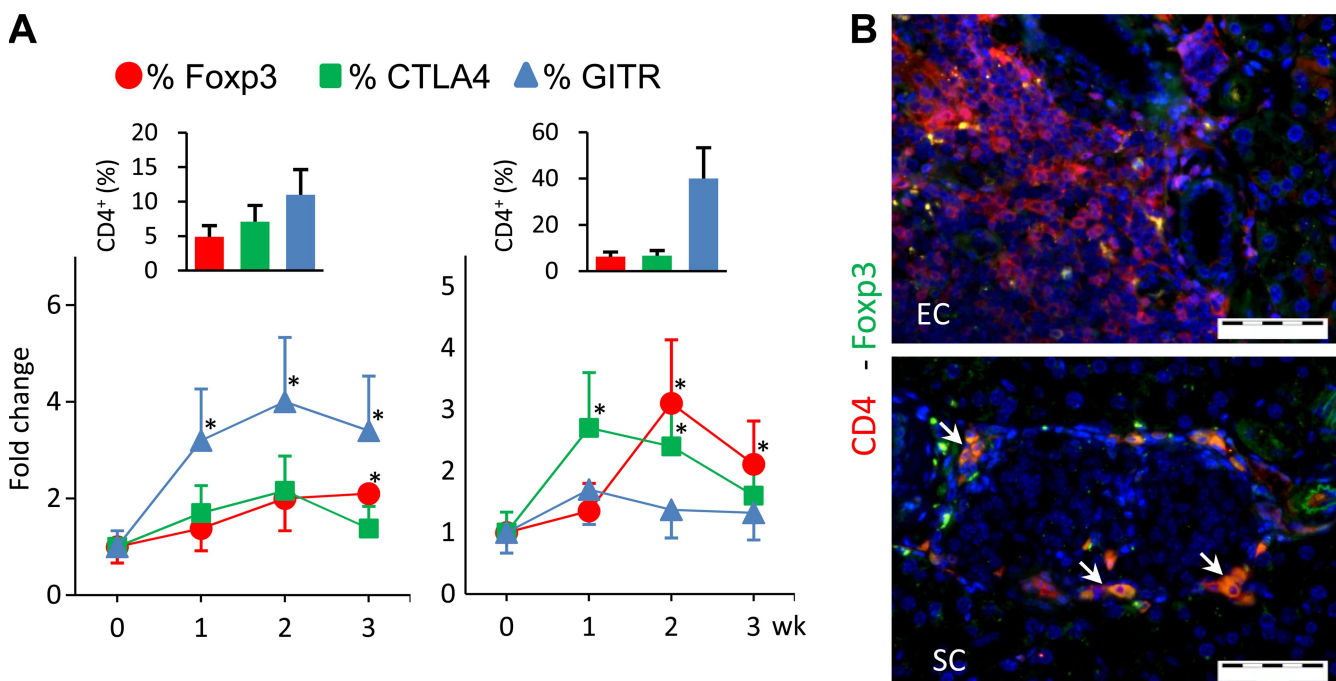 A
B
% Foxp3 % CTLA4 % GITR
CD4⁺ (%)
20
15
10
5
0
CD4⁺ (%)
60
40
20
0
Fold change
6
4
2
0
0 1 2 3
5
4
3
2
1
0
0 1 2 3 wk
* * * *
* * * *
CD4 - Foxp3
EC
SC